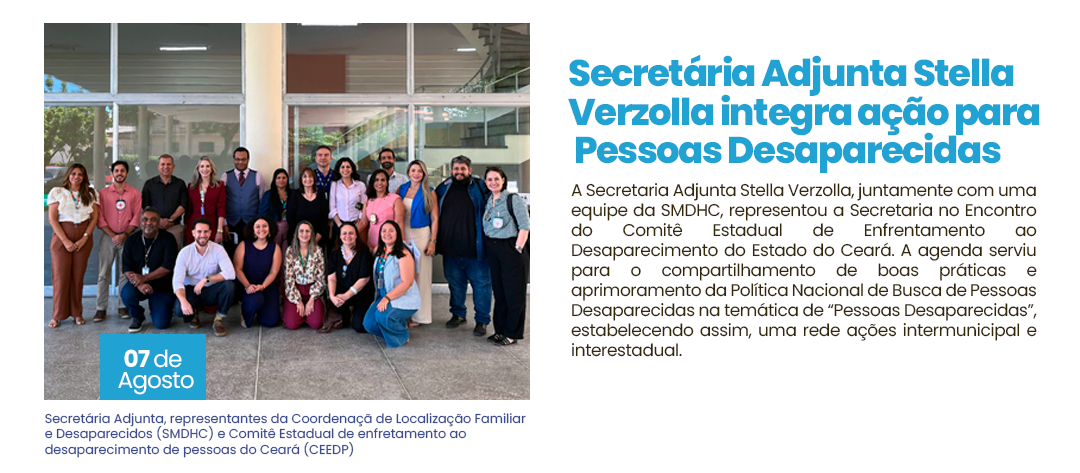 Secretária Adjunta Stella
Verzolla integra ação para
Pessoas Desaparecidas
A Secretaria Adjunta Stella Verzolla, juntamente com uma
equipe da SMDHC, representou a Secretaria no Encontro
do Comitê Estadual de Enfrentamento ao
Desaparecimento do Estado do Ceará. A agenda serviu
para o compartilhamento de boas práticas e
aprimoramento da Política Nacional de Busca de Pessoas
Desaparecidas na temática de “Pessoas Desaparecidas”,
estabelecendo assim, uma rede ações intermunicipal e
interestadual.
07 de
Agosto
Secretária Adjunta, representantes da Coordenaçã de Localização Familiar
e Desaparecidos (SMDHC) e Comitê Estadual de enfretamento ao
desaparecimento de pessoas do Ceará (CEEDP)